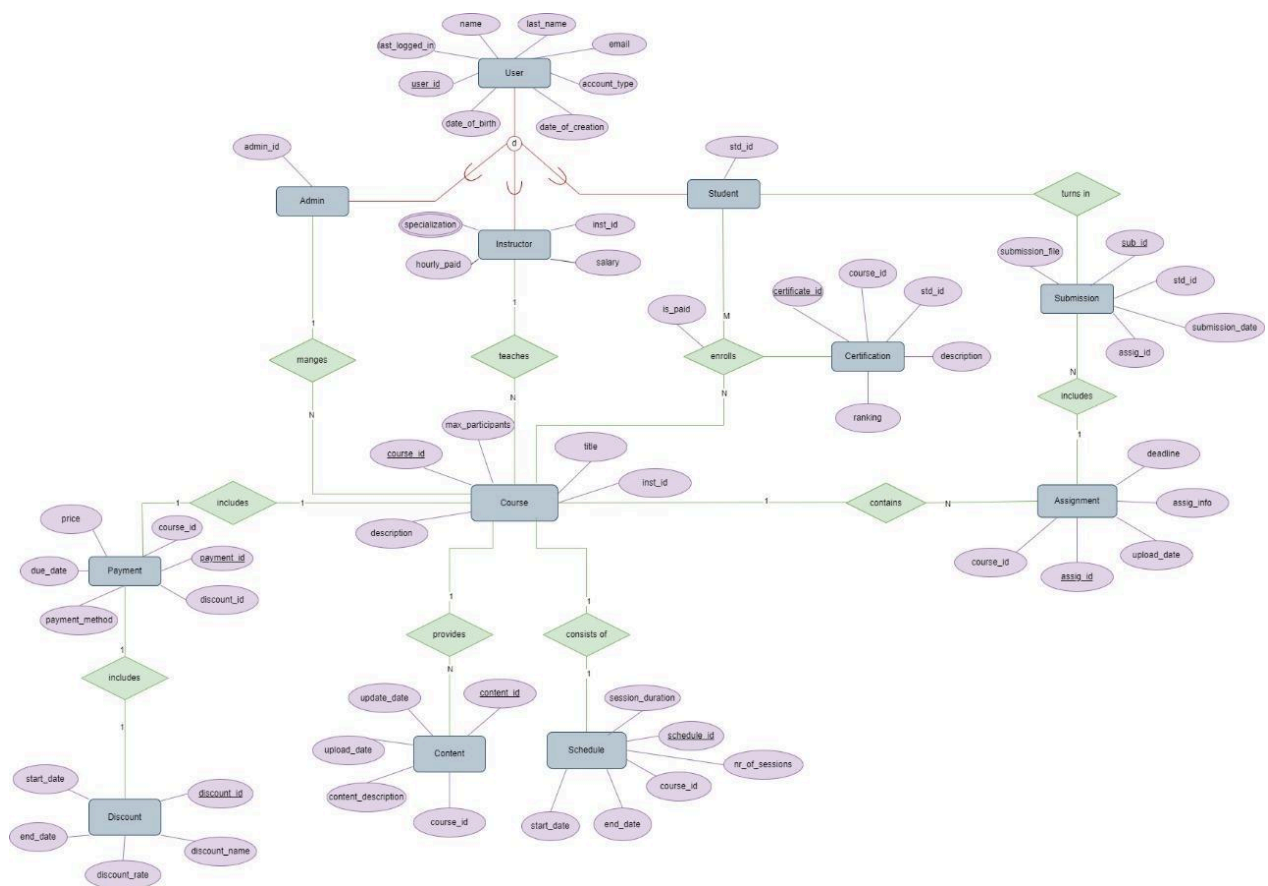 name
last_name
last_logged_in
email
User
user_id
account_type
date_of_birth
date_of_creation
d
admin_id
std_id
Admin
Student
turns in
specialization
inst_id
Instructor
hourly_paid
salary
submission_file
sub_id
std_id
Submission
submission_date
assig_id
course_id
certificate_id
std_id
is_paid
M
1
1
manges
teaches
enrolls
Certification
description
ranking
N
N
N
N
includes
1
max_participants
course_id
title
inst_id
Course
description
deadline
Assignment
assig_info
upload_date
course_id
assig_id
1
contains
N
1
includes
1
price
course_id
payment_id
Payment
due_date
discount_id
payment_method
1
includes
1
1
provides
N
1
consists of
1
update_date
content_id
upload_date
Content
content_description
course_id
session_duration
schedule_id
Schedule
nr_of_sessions
course_id
start_date
end_date
start_date
discount_id
Discount
end_date
discount_name
discount_rate